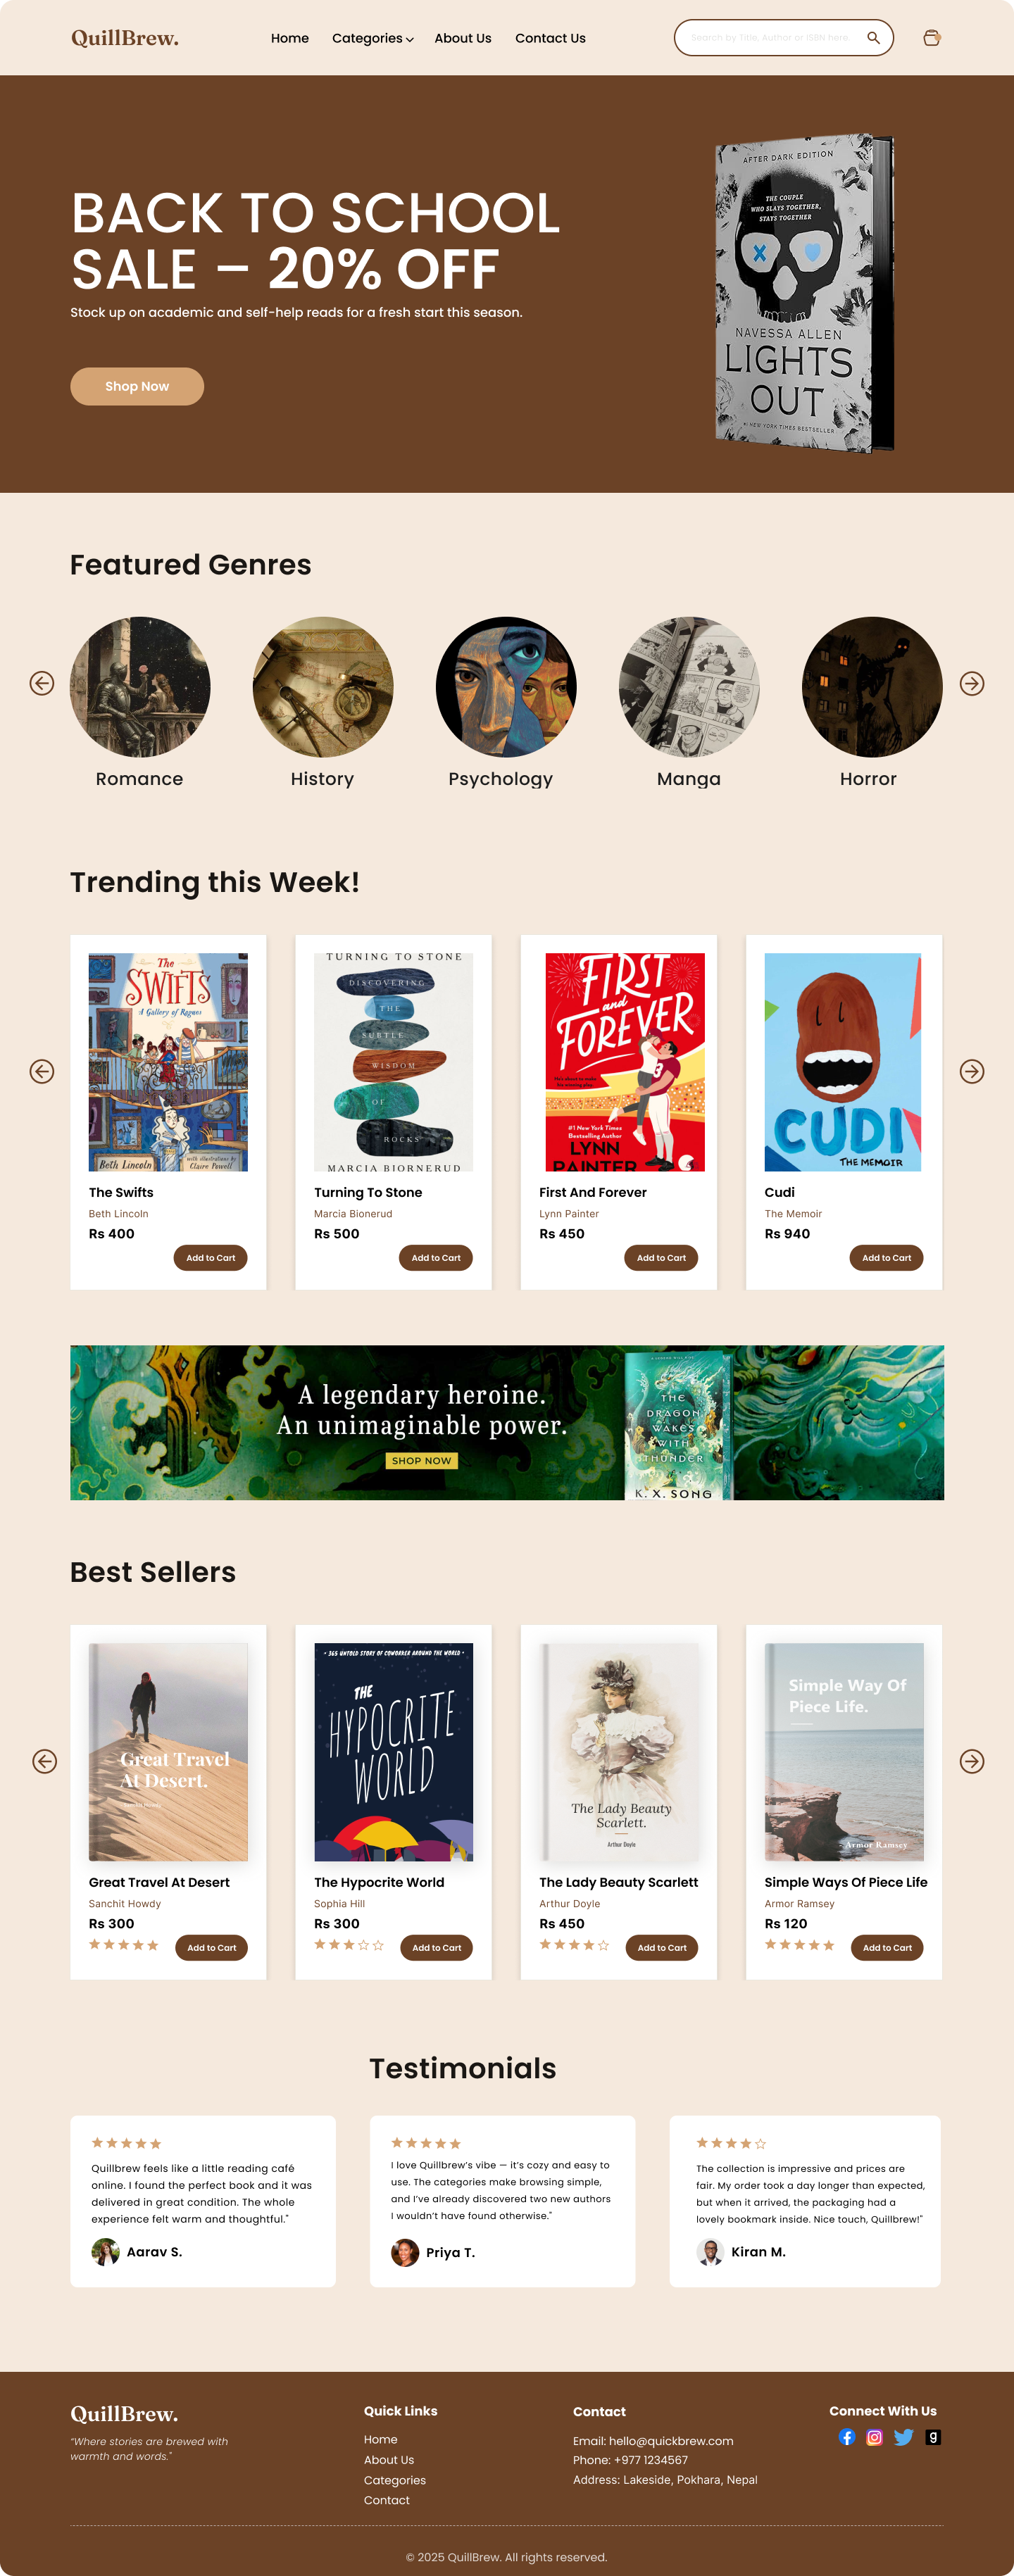 QuillBrew.
Home Categories About Us Contact Us
Search by Title, Author or ISBN here
BACK TO SCHOOL
SALE – 20% OFF
Stock up on academic and self-help reads for a fresh start this season.
Shop Now
AFTER DARK EDITION
THE COUPLE
WHO SLAYS TOGETHER,
STAYS TOGETHER
NAVESSA ALLEN
LIGHTS
OUT
#1 NEW YORK TIMES BESTSELLER
Featured Genres
Romance
History
Psychology
Manga
Horror
Trending this Week!
The
SWIFTS
A Gallery of Rogues
Beth Lincoln
with illustrations by
Claire Powell
The Swifts
Beth Lincoln
Rs 400
Add to Cart
TURNING TO STONE
DISCOVERING
THE
SUBTLE
WISDOM
OF
ROCKS
MARCIA BJORNERUD
Turning To Stone
Marcia Bionerud
Rs 500
Add to Cart
FIRST
and
FOREVER
#1 New York Times
Bestselling Author
LYNN
PAINTER
First And Forever
Lynn Painter
Rs 450
Add to Cart
CUDI
THE MEMOIR
Cudi
The Memoir
Rs 940
Add to Cart
A legendary heroine.
An unimaginable power.
SHOP NOW
THE
DRAGON
WAKES
WITH
THUNDER
K. X. SONG
Best Sellers
Great Travel
At Desert.
Great Travel At Desert
Sanchit Howdy
Rs 300
Add to Cart
365 UNTOLD STORY OF COWORKER AROUND THE WORLD
THE
HYPOCRITE
WORLD
The Hypocrite World
Sophia Hill
Rs 300
Add to Cart
The Lady Beauty
Scarlett.
Arthur Doyle
The Lady Beauty Scarlett
Arthur Doyle
Rs 450
Add to Cart
Simple Way Of
Piece Life.
Armor Ramsey
Simple Ways Of Piece Life
Armor Ramsey
Rs 120
Add to Cart
Testimonials
Quillbrew feels like a little reading café
online. I found the perfect book and it was
delivered in great condition. The whole
experience felt warm and thoughtful."
Aarav S.
I love Quillbrew's vibe — it's cozy and easy to
use. The categories make browsing simple,
and I've already discovered two new authors
I wouldn't have found otherwise."
Priya T.
The collection is impressive and prices are
fair. My order took a day longer than expected,
but when it arrived, the packaging had a
lovely bookmark inside. Nice touch, Quillbrew!"
Kiran M.
QuillBrew.
"Where stories are brewed with
warmth and words."
Quick Links
Home
About Us
Categories
Contact
Contact
Email: hello@quickbrew.com
Phone: +977 1234567
Address: Lakeside, Pokhara, Nepal
Connect With Us
© 2025 QuillBrew. All rights reserved.